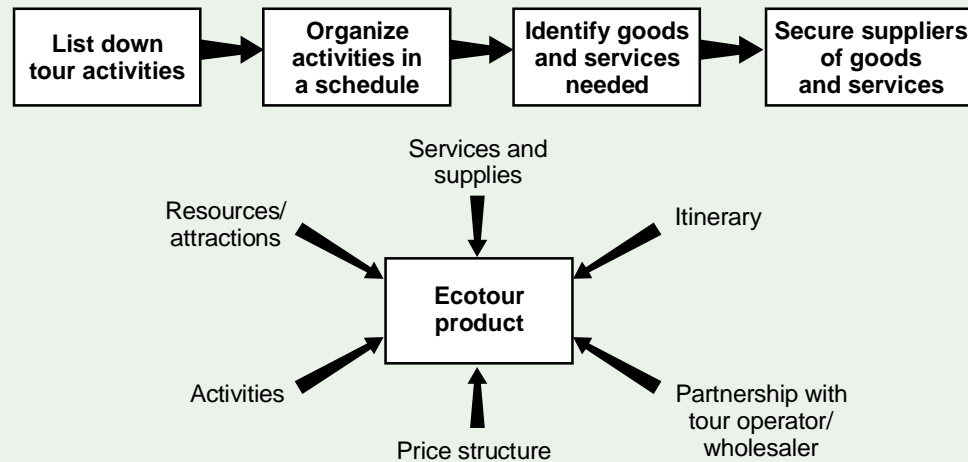 List down
tour activities
Organize
activities in
a schedule
Identify goods
and services
needed
Secure suppliers
of goods
and services
Services and
supplies
Resources/
attractions
Itinerary
Ecotour
product
Activities
Partnership with
tour operator/
wholesaler
Price structure